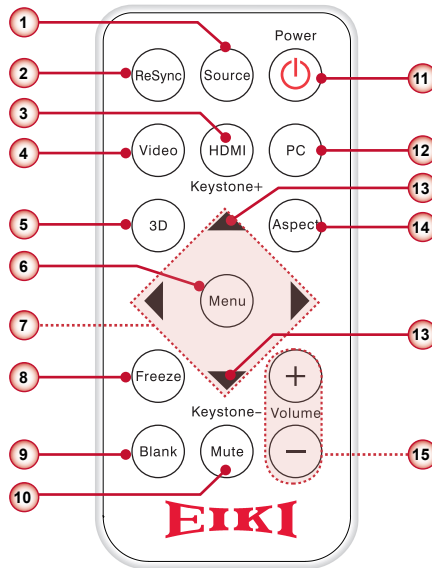 1
Power
2
ReSync
Source
11
3
4
Video
HDMI
PC
12
Keystone+
13
5
3D
Aspect
14
6
Menu
7
13
8
Freeze
+
Keystone-
Volume
9
Blank
Mute
-
15
10
EIKI